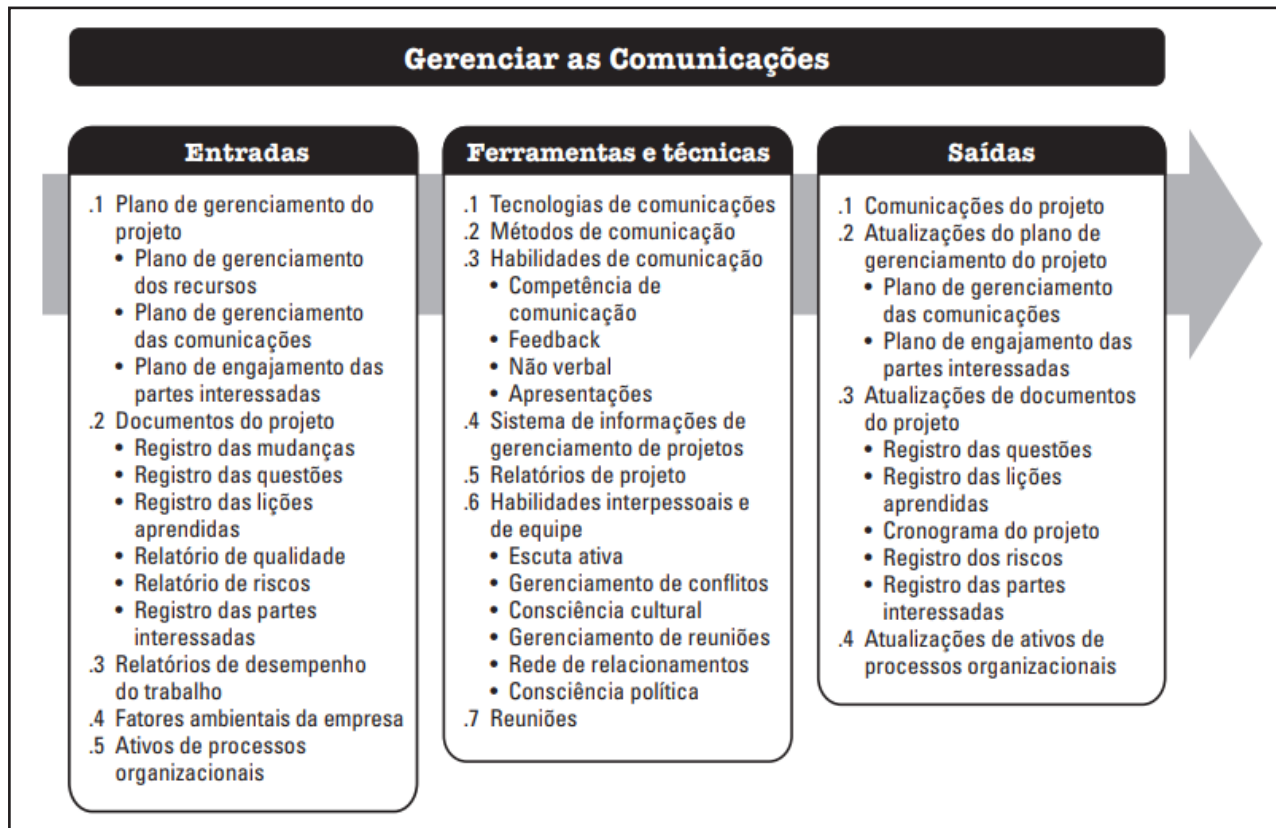 Gerenciar as Comunicações
Entradas
.1 Plano de gerenciamento do
projeto
• Plano de gerenciamento
dos recursos
• Plano de gerenciamento
das comunicações
• Plano de engajamento das
partes interessadas
.2 Documentos do projeto
• Registro das mudanças
• Registro das questões
• Registro das lições
aprendidas
• Relatório de qualidade
• Relatório de riscos
• Registro das partes
interessadas
.3 Relatórios de desempenho
do trabalho
.4 Fatores ambientais da empresa
.5 Ativos de processos
organizacionais
Ferramentas e técnicas
.1 Tecnologias de comunicações
.2 Métodos de comunicação
.3 Habilidades de comunicação
• Competência de
comunicação
• Feedback
• Não verbal
• Apresentações
.4 Sistema de informações de
gerenciamento de projetos
.5 Relatórios de projeto
.6 Habilidades interpessoais e
de equipe
• Escuta ativa
• Gerenciamento de conflitos
• Consciência cultural
• Gerenciamento de reuniões
• Rede de relacionamentos
• Consciência política
.7 Reuniões
Saídas
.1 Comunicações do projeto
.2 Atualizações do plano de
gerenciamento do projeto
• Plano de gerenciamento
das comunicações
• Plano de engajamento das
partes interessadas
.3 Atualizações de documentos
do projeto
• Registro das questões
• Registro das lições
aprendidas
• Cronograma do projeto
• Registro dos riscos
• Registro das partes
interessadas
.4 Atualizações de ativos de
processos organizacionais